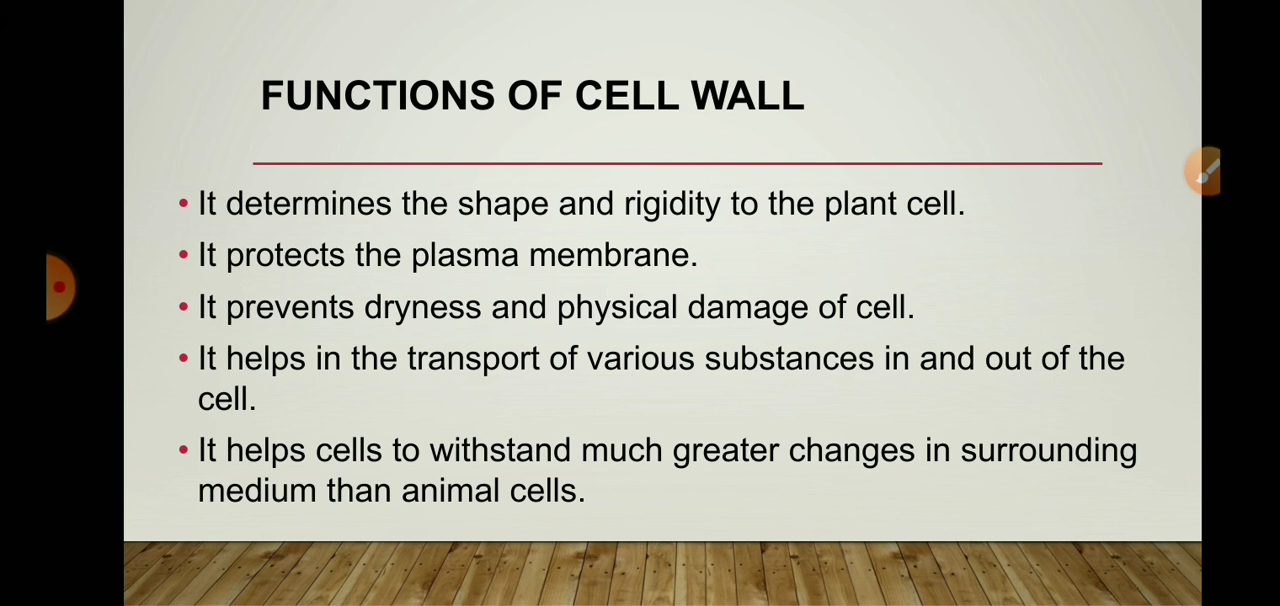 FUNCTIONS OF CELL WALL
• It determines the shape and rigidity to the plant cell.
• It protects the plasma membrane.
• It prevents dryness and physical damage of cell.
• It helps in the transport of various substances in and out of the
cell.
• It helps cells to withstand much greater changes in surrounding
medium than animal cells.